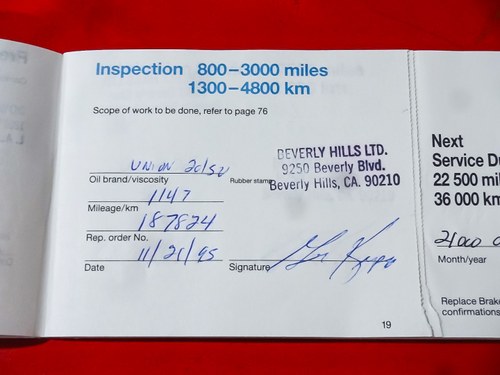 Inspection 800–3000 miles
1300–4800 km
Scope of work to be done, refer to page 76
UNION 20/50
Oil brand/viscosity
Rubber stamp
BEVERLY HILLS LTD.
9250 Beverly Blvd.
Beverly Hills, CA. 90210
1147
Mileage/km
187824
Rep. order No.
11/21/95
Date
Signature
19
Next
Service Du
22 500 mil
36 000 km
21000
Month/year
Replace Brake
confirmations